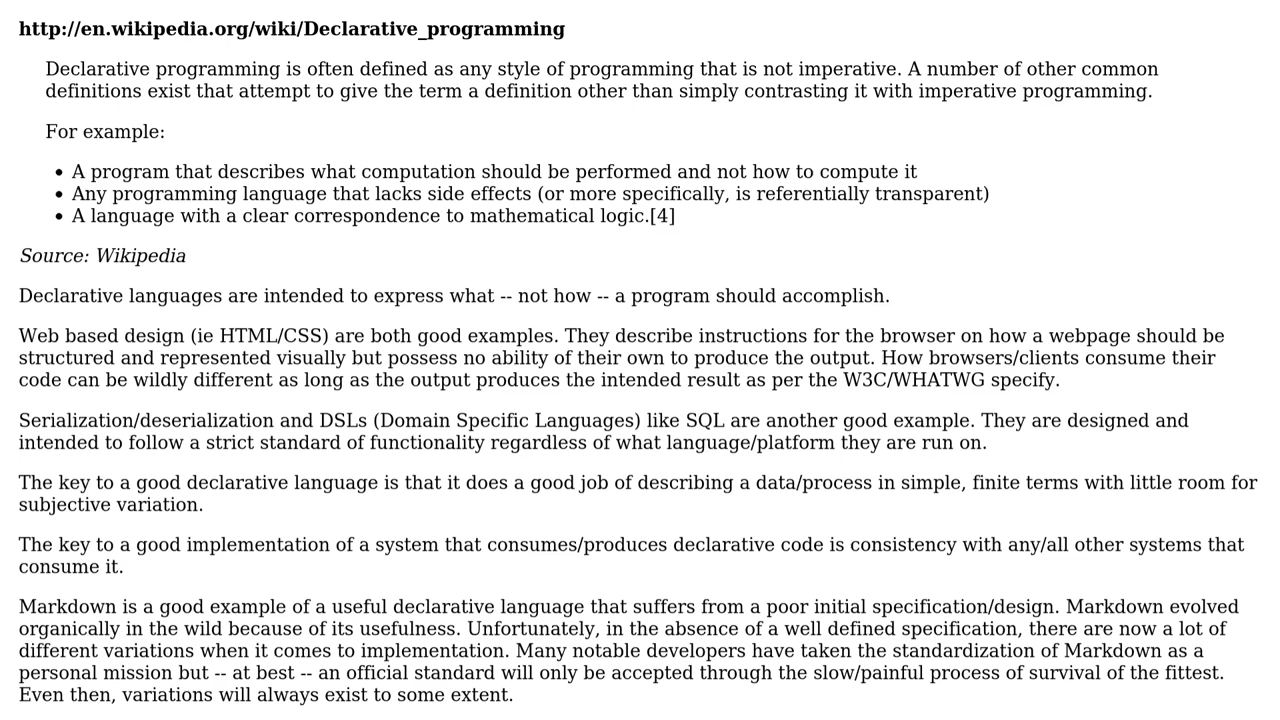 http://en.wikipedia.org/wiki/Declarative_programming
Declarative programming is often defined as any style of programming that is not imperative. A number of other common
definitions exist that attempt to give the term a definition other than simply contrasting it with imperative programming.
For example:
• A program that describes what computation should be performed and not how to compute it
• Any programming language that lacks side effects (or more specifically, is referentially transparent)
• A language with a clear correspondence to mathematical logic.[4]
Source: Wikipedia
Declarative languages are intended to express what -- not how -- a program should accomplish.
Web based design (ie HTML/CSS) are both good examples. They describe instructions for the browser on how a webpage should be
structured and represented visually but possess no ability of their own to produce the output. How browsers/clients consume their
code can be wildly different as long as the output produces the intended result as per the W3C/WHATWG specify.
Serialization/deserialization and DSLs (Domain Specific Languages) like SQL are another good example. They are designed and
intended to follow a strict standard of functionality regardless of what language/platform they are run on.
The key to a good declarative language is that it does a good job of describing a data/process in simple, finite terms with little room for
subjective variation.
The key to a good implementation of a system that consumes/produces declarative code is consistency with any/all other systems that
consume it.
Markdown is a good example of a useful declarative language that suffers from a poor initial specification/design. Markdown evolved
organically in the wild because of its usefulness. Unfortunately, in the absence of a well defined specification, there are now a lot of
different variations when it comes to implementation. Many notable developers have taken the standardization of Markdown as a
personal mission but -- at best -- an official standard will only be accepted through the slow/painful process of survival of the fittest.
Even then, variations will always exist to some extent.